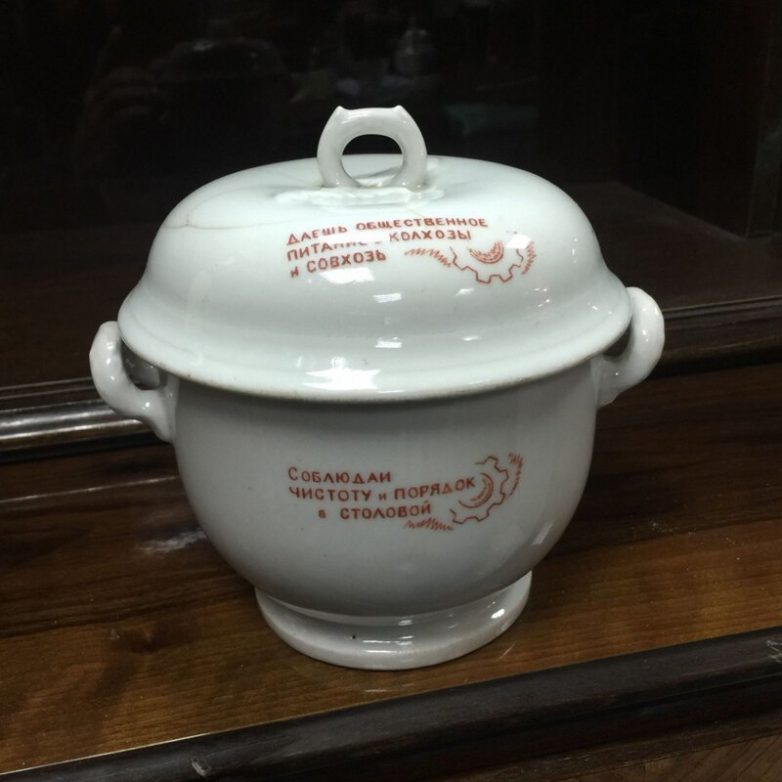 ДАЕШЬ ОБЩЕСТВЕННОЕ
ПИТАНИЕ В КОЛХОЗЫ
И СОВХОЗЬ
СОБЛЮДАИ
ЧИСТОТУ И ПОРЯДОК
В СТОЛОВОЙ